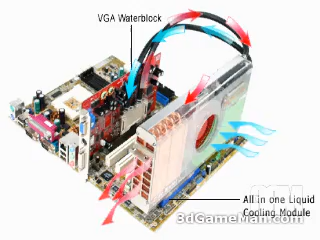 VGA Waterblock
All in one Liquid
Cooling Module
3dGameMan.com